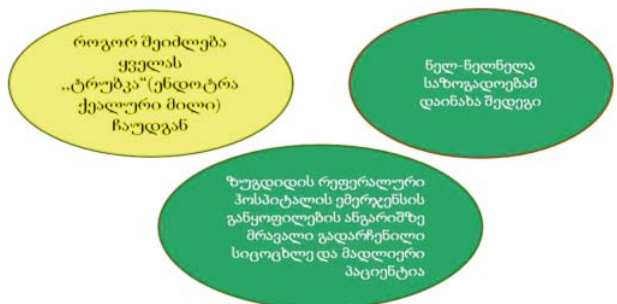 როგორ შეიძლება
ყველას
„ტრუბკა“(ენდოტრა
ქეალური მილი)
ჩაუდგან
ნელ-ნელნელა
საზოგადოებამ
დაინახა შედეგი
ზუგდიდის რეფერალური
ჰოსპიტალის ემერჯენსის
განყოფილების ანგარიშზე
მრავალი გადარჩენილი
სიცოცხლე და მადლიერი
პაციენტია